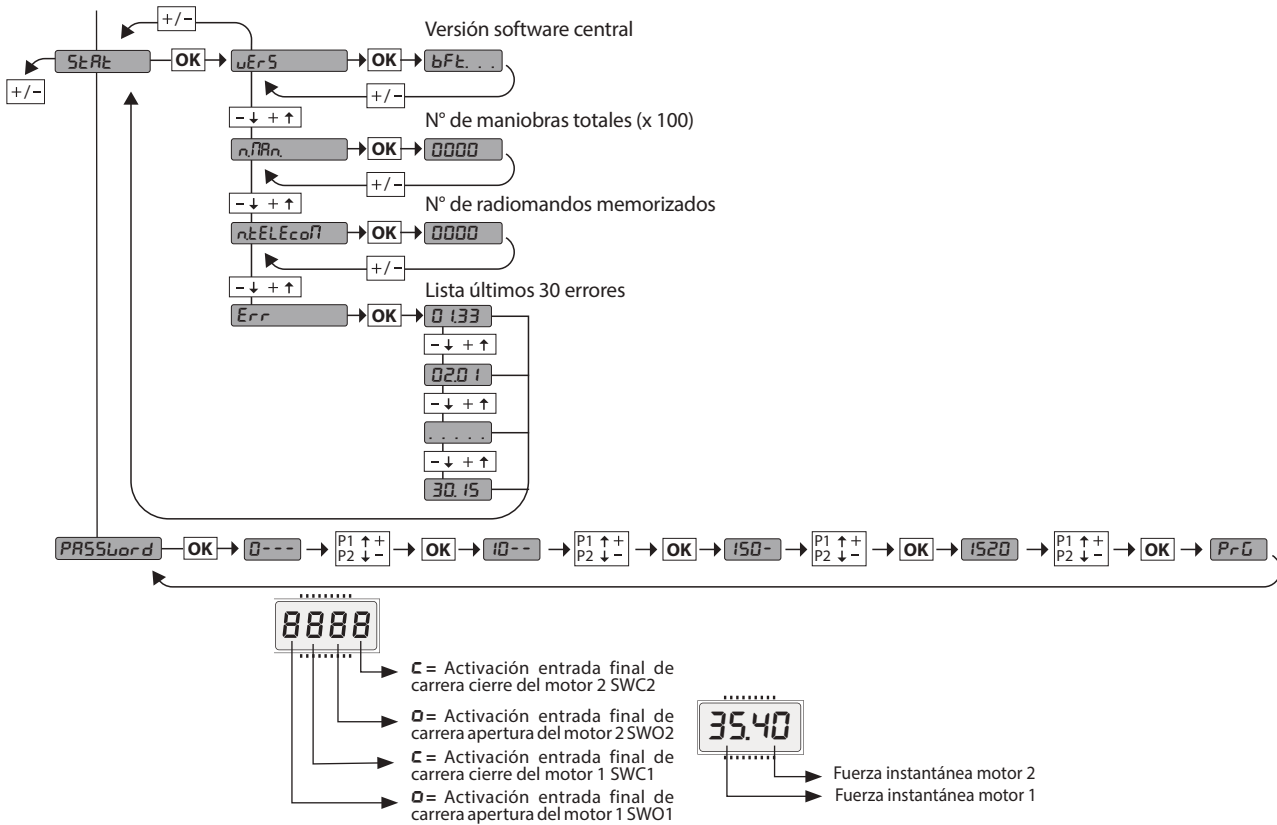 +/-
Versión software central
StAt OK vErS OK bFt. . .
+/-
+/-
- ↓ + ↑
N° de maniobras totales (x 100)
n.MAn. OK 0000
+/-
- ↓ + ↑
N° de radiomandos memorizados
n.tELEcoM OK 0000
+/-
- ↓ + ↑
Lista últimos 30 errores
Err OK 01.33
- ↓ + ↑
02.01
- ↓ + ↑
. . . . .
- ↓ + ↑
30.15
PASSword OK 0--- P1 ↑ + OK 10-- P1 ↑ + OK 150- P1 ↑ + OK 1520 P1 ↑ + OK PrG
P2 ↓ - P2 ↓ - P2 ↓ - P2 ↓ -
8888
C = Activación entrada final de
carrera cierre del motor 2 SWC2
O = Activación entrada final de
carrera apertura del motor 2 SWO2
C = Activación entrada final de
carrera cierre del motor 1 SWC1
O = Activación entrada final de
carrera apertura del motor 1 SWO1
35.40
Fuerza instantánea motor 2
Fuerza instantánea motor 1